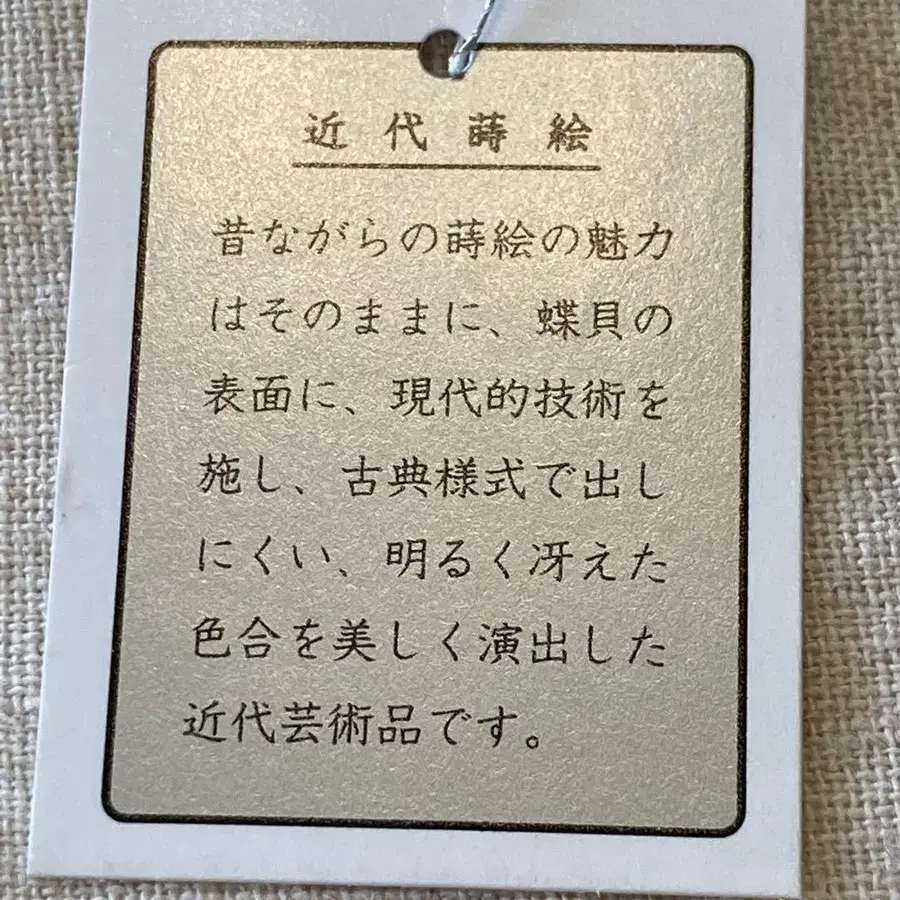 近代蒔絵
昔ながらの蒔絵の魅力
はそのままに、蝶貝の
表面に、現代的技術を
施し、古典様式で出し
にくい、明るく冴えた
色合を美しく演出した
近代芸術品です。